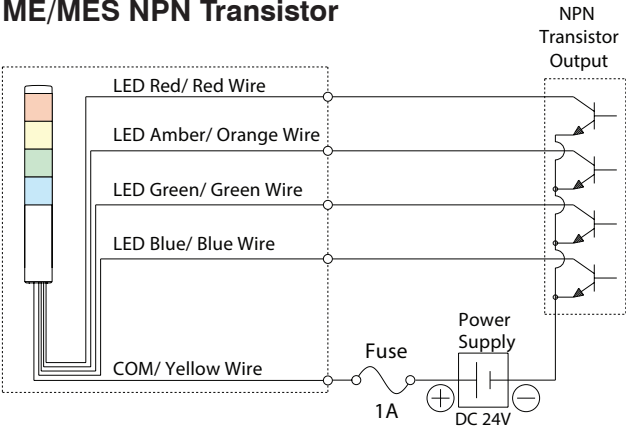 ME/MES NPN Transistor
NPN
Transistor
Output
LED Red/ Red Wire
LED Amber/ Orange Wire
LED Green/ Green Wire
LED Blue/ Blue Wire
COM/ Yellow Wire
Fuse
1A
Power
Supply
+
−
DC 24V